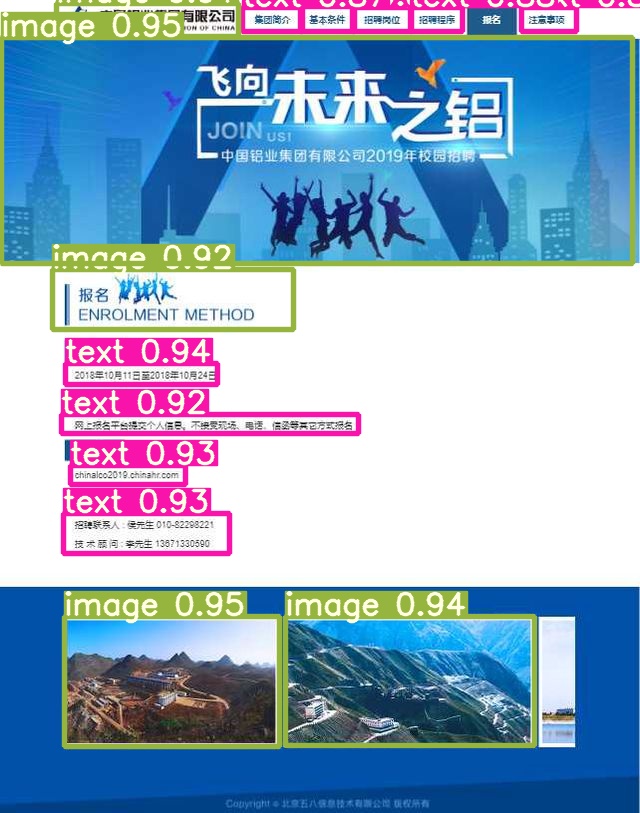 有限公司
ION OF CHINA
集团简介 基本条件 招聘岗位 招聘程序 报名 注意事项
image 0.95
飞向未来之铝
JOIN US!
中国铝业集团有限公司2019年校园招聘
image 0.92
报名
ENROLMENT METHOD
text 0.94
2018年10月11日至2018年10月24日
text 0.92
网上报名平台提交个人信息。不接受现场、电话、信函等其它方式报名
text 0.93
chinalco2019.chinahr.com
text 0.93
招聘联系人：侯先生 010-82298221
技 术 顾 问：李先生 13671330590
image 0.95 image 0.94
Copyright © 北京五八信息技术有限公司 版权所有